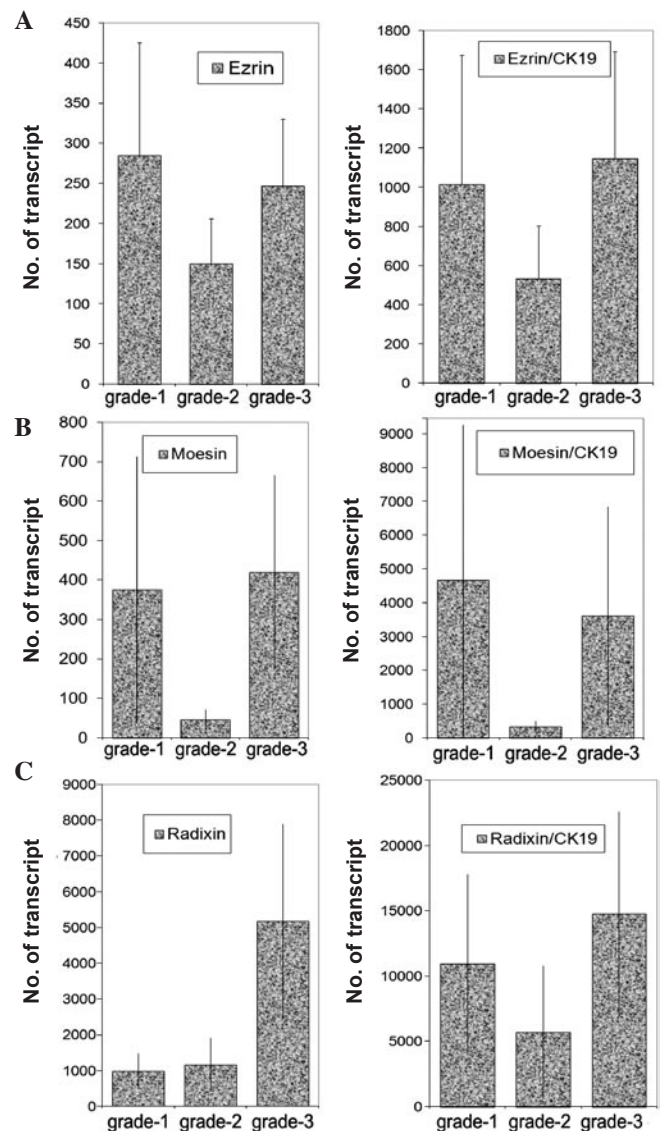 A
No. of transcript
450
400
350
300
250
200
150
100
50
0
Ezrin
grade-1 grade-2 grade-3
No. of transcript
1800
1600
1400
1200
1000
800
600
400
200
0
Ezrin/CK19
grade-1 grade-2 grade-3
B
No. of transcript
800
700
600
500
400
300
200
100
0
Moesin
grade-1 grade-2 grade-3
No. of transcript
9000
8000
7000
6000
5000
4000
3000
2000
1000
0
Moesin/CK19
grade-1 grade-2 grade-3
C
No. of transcript
9000
8000
7000
6000
5000
4000
3000
2000
1000
0
Radixin
grade-1 grade-2 grade-3
No. of transcript
25000
20000
15000
10000
5000
0
Radixin/CK19
grade-1 grade-2 grade-3